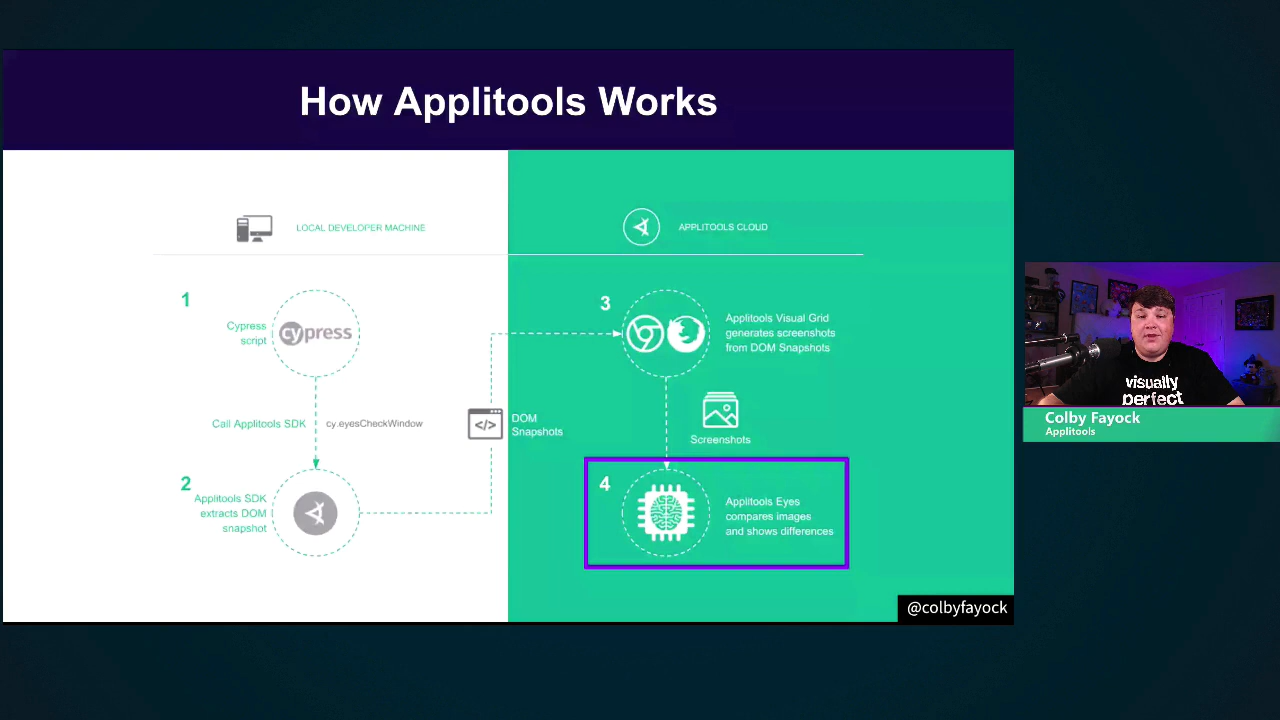 How Applitools Works
LOCAL DEVELOPER MACHINE
APPLITOOLS CLOUD
1
Cypress
script
cypress
Call Applitools SDK
cy.eyesCheckWindow
2
Applitools SDK
extracts DOM
snapshot
</>
DOM
Snapshots
3
Applitools Visual Grid
generates screenshots
from DOM Snapshots
Screenshots
4
Applitools Eyes
compares images
and shows differences
@colbyfayock
visually
perfect
Colby Fayock
Applitools